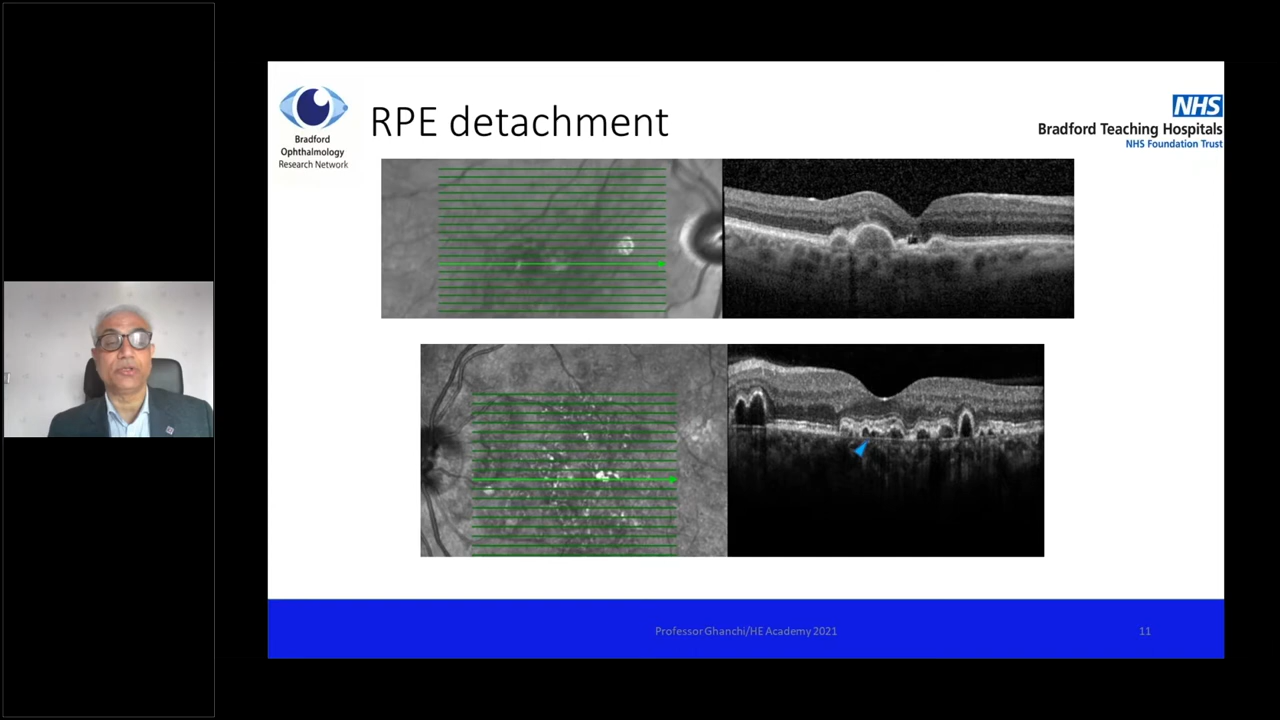 RPE detachment
Bradford
Ophthalmology
Research Network
NHS
Bradford Teaching Hospitals
NHS Foundation Trust
Professor Ghanchi/HE Academy 2021
11